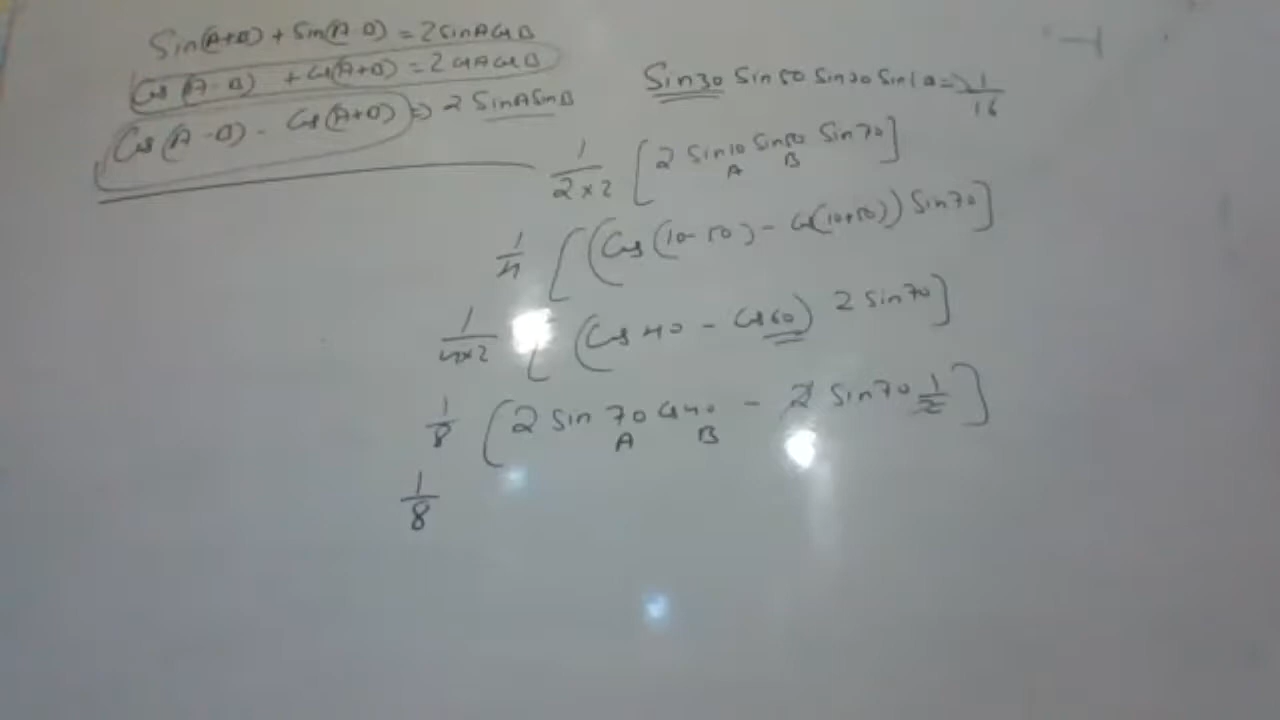 Sin(A+B) + Sin(A-B) = 2 SinA CosB
Cos(A-B) + Cos(A+B) = 2 CosA CosB
Cos(A-B) - Cos(A+B) => 2 SinA SinB
Sin30 Sin50 Sin70 Sin10 => 1/16
1/(2×2) [2 Sin10 Sin50 Sin70]
A B
1/4 [(Cos(10-50) - Cos(10+50)) Sin70]
1/(4×2) [(Cos40 - Cos60) 2 Sin70]
1/8 [2 Sin70 Cos40 - 2 Sin70 1/2]
A B
1/8